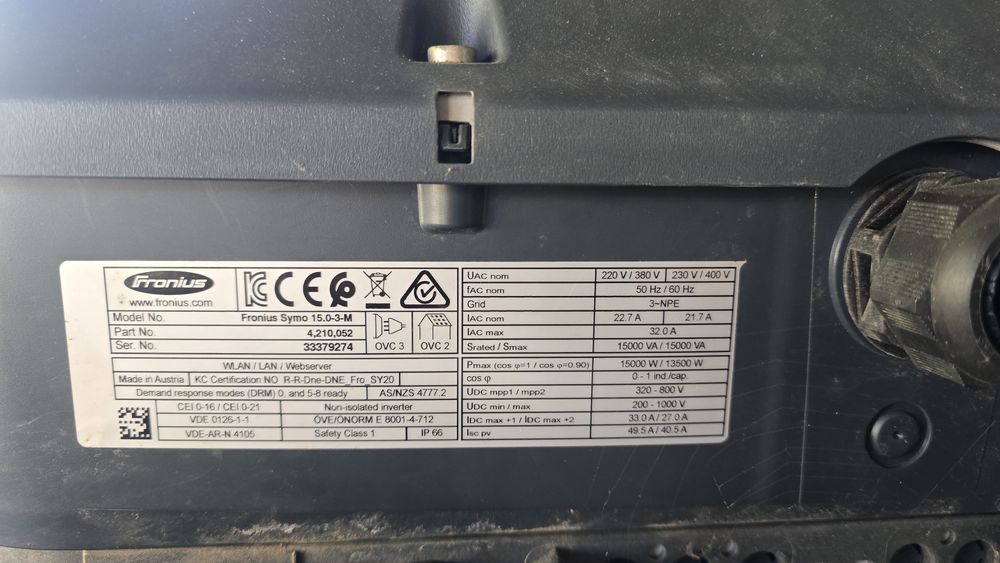 Fronius
www.fronius.com
Model No. Fronius Symo 15.0-3-M
Part No. 4,210,052
Ser. No. 33379274
OVC 3 OVC 2
WLAN / LAN / Webserver
Made in Austria KC Certification NO R-R-Dne-DNE_Fro_SY20
Demand response modes (DRM) 0, and 5-8 ready AS/NZS 4777.2
CEI 0-16 / CEI 0-21 Non-isolated inverter
VDE 0126-1-1 ÖVE/ÖNORM E 8001-4-712
VDE-AR-N 4105 Safety Class 1 IP 66
UAC nom 220 V / 380 V 230 V / 400 V
fAC nom 50 Hz / 60 Hz
Grid 3~NPE
IAC nom 22.7 A 21.7 A
IAC max 32.0 A
Srated / Smax 15000 VA / 15000 VA
Pmax (cos φ=1 / cos φ=0.90) 15000 W / 13500 W
cos φ 0 - 1 ind./cap.
UDC mpp1 / mpp2 320 - 800 V
UDC min / max 200 - 1000 V
IDC max +1 / IDC max +2 33.0 A / 27.0 A
Isc pv 49.5 A / 40.5 A